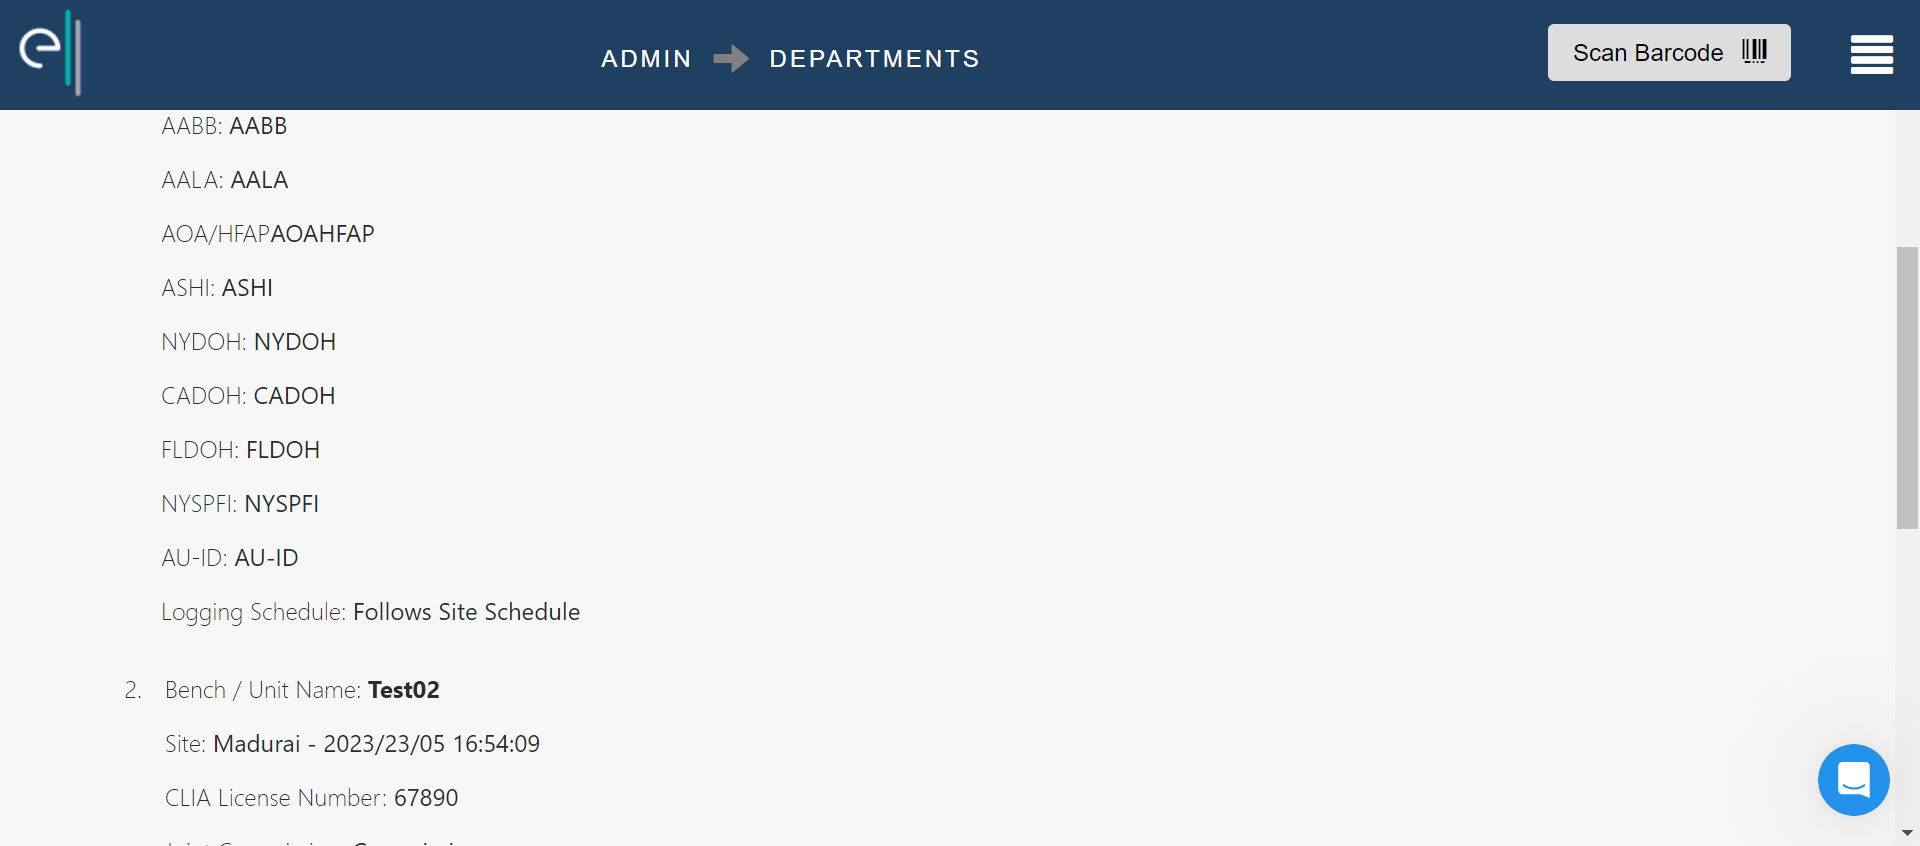 ell
ADMIN DEPARTMENTS
Scan Barcode
AABB: AABB
AALA: AALA
AOA/HFAPAOAHFAP
ASHI: ASHI
NYDOH: NYDOH
CADOH: CADOH
FLDOH: FLDOH
NYSPFI: NYSPFI
AU-ID: AU-ID
Logging Schedule: Follows Site Schedule
2. Bench / Unit Name: Test02
Site: Madurai - 2023/23/05 16:54:09
CLIA License Number: 67890